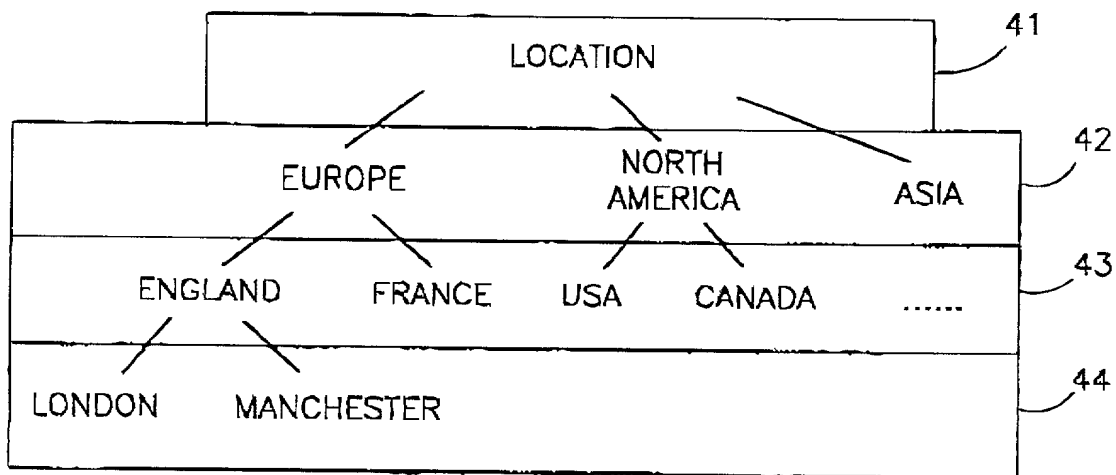 LOCATION
41
EUROPE
NORTH
AMERICA
ASIA
42
ENGLAND
FRANCE
USA
CANADA
......
43
LONDON
MANCHESTER
44